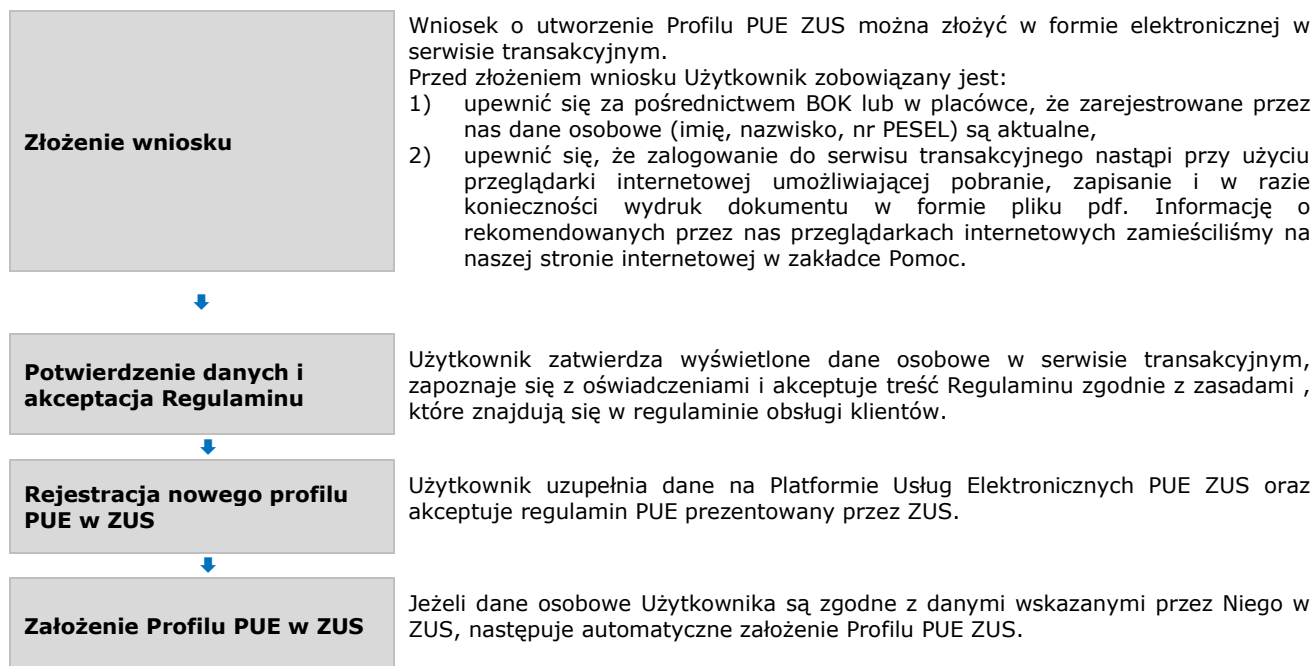 Złożenie wniosku
Wniosek o utworzenie Profilu PUE ZUS można złożyć w formie elektronicznej w
serwisie transakcyjnym.
Przed złożeniem wniosku Użytkownik zobowiązany jest:
1) upewnić się za pośrednictwem BOK lub w placówce, że zarejestrowane przez
nas dane osobowe (imię, nazwisko, nr PESEL) są aktualne,
2) upewnić się, że zalogowanie do serwisu transakcyjnego nastąpi przy użyciu
przeglądarki internetowej umożliwiającej pobranie, zapisanie i w razie
konieczności wydruk dokumentu w formie pliku pdf. Informację o
rekomendowanych przez nas przeglądarkach internetowych zamieściliśmy na
naszej stronie internetowej w zakładce Pomoc.
Potwierdzenie danych i
akceptacja Regulaminu
Użytkownik zatwierdza wyświetlone dane osobowe w serwisie transakcyjnym,
zapoznaje się z oświadczeniami i akceptuje treść Regulaminu zgodnie z zasadami ,
które znajdują się w regulaminie obsługi klientów.
Rejestracja nowego profilu
PUE w ZUS
Użytkownik uzupełnia dane na Platformie Usług Elektronicznych PUE ZUS oraz
akceptuje regulamin PUE prezentowany przez ZUS.
Założenie Profilu PUE w ZUS
Jeżeli dane osobowe Użytkownika są zgodne z danymi wskazanymi przez Niego w
ZUS, następuje automatyczne założenie Profilu PUE ZUS.